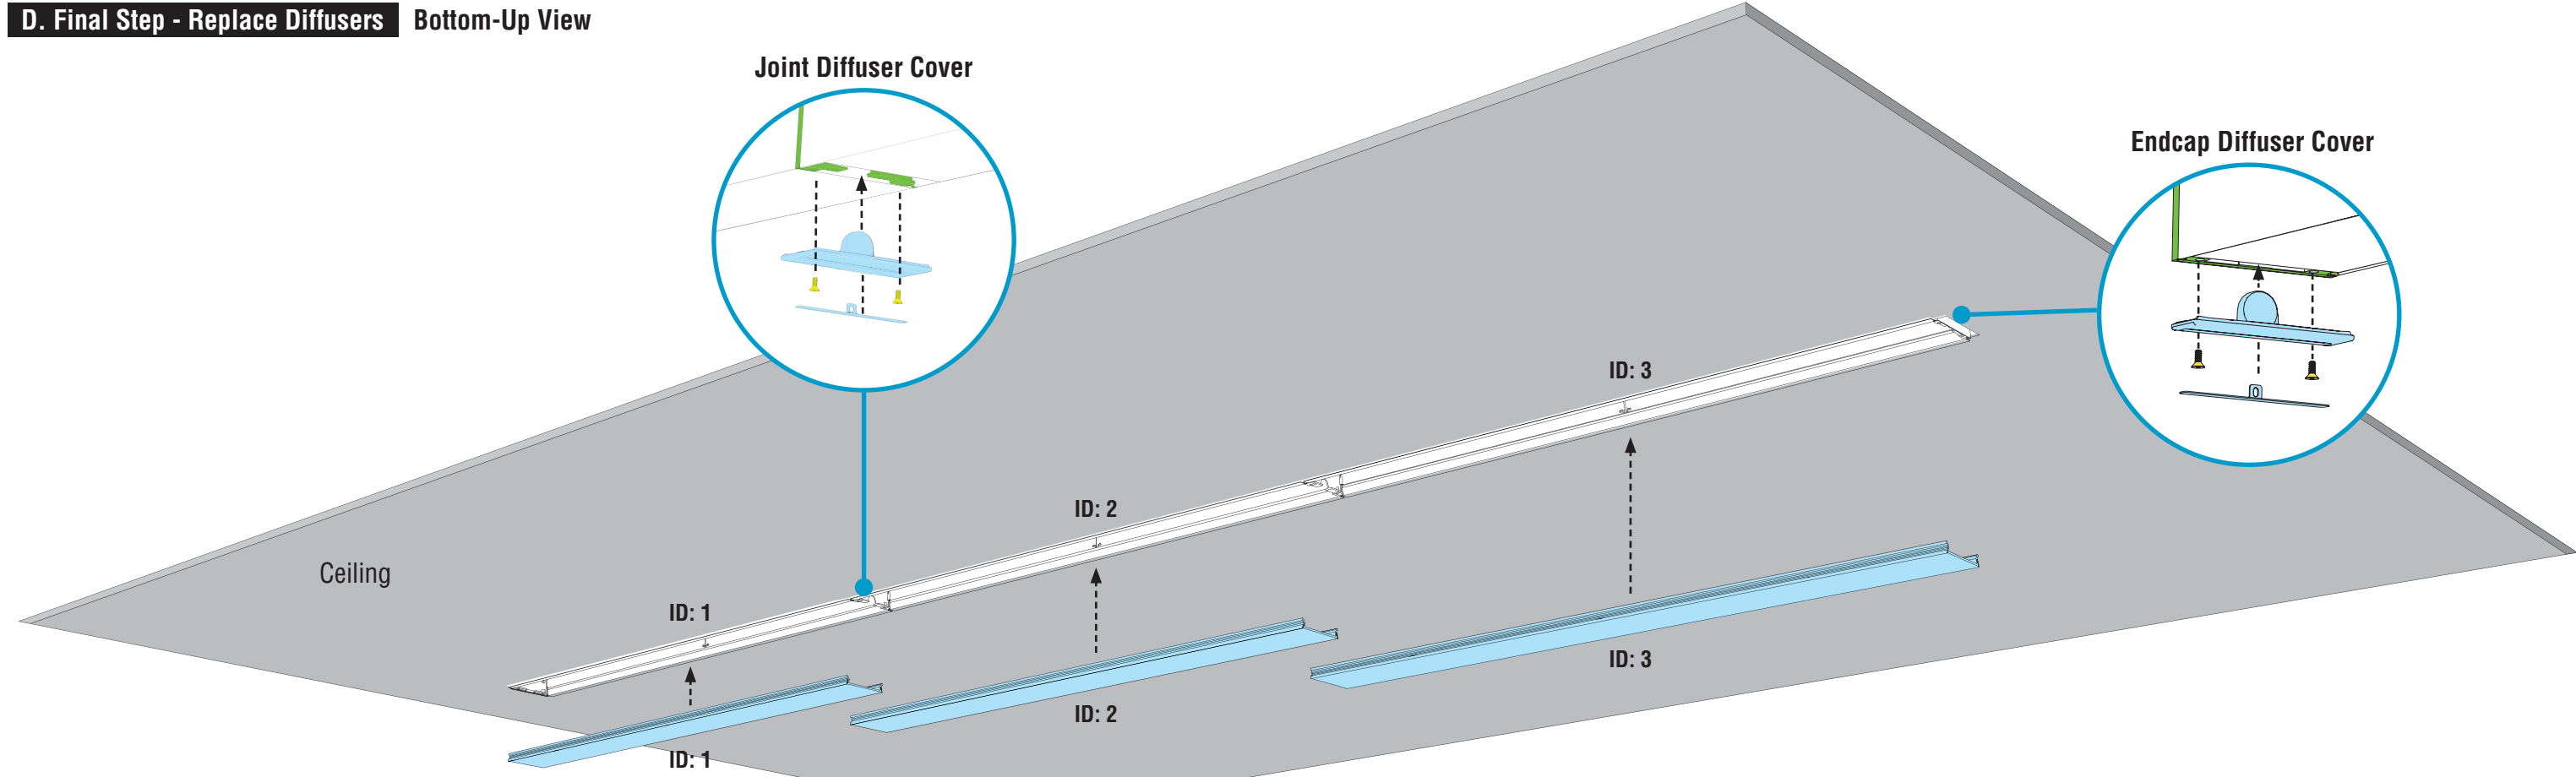 D. Final Step - Replace Diffusers Bottom-Up View
Joint Diffuser Cover
Endcap Diffuser Cover
ID: 3
ID: 2
Ceiling
ID: 1
ID: 3
ID: 2
ID: 1